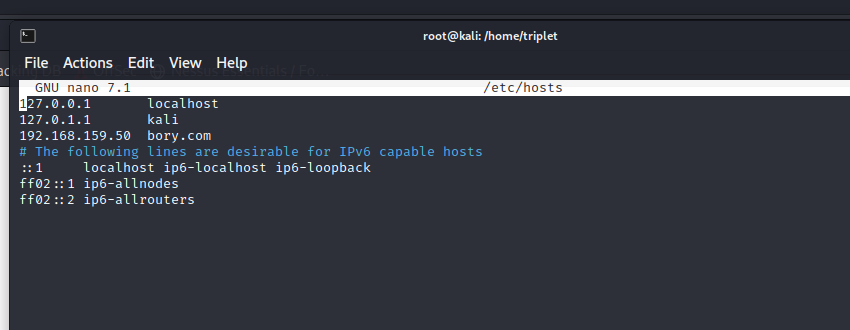 root@kali: /home/triplet
File Actions Edit View Help
GNU nano 7.1 /etc/hosts
127.0.0.1 localhost
127.0.1.1 kali
192.168.159.50 bory.com
# The following lines are desirable for IPv6 capable hosts
::1 localhost ip6-localhost ip6-loopback
ff02::1 ip6-allnodes
ff02::2 ip6-allrouters